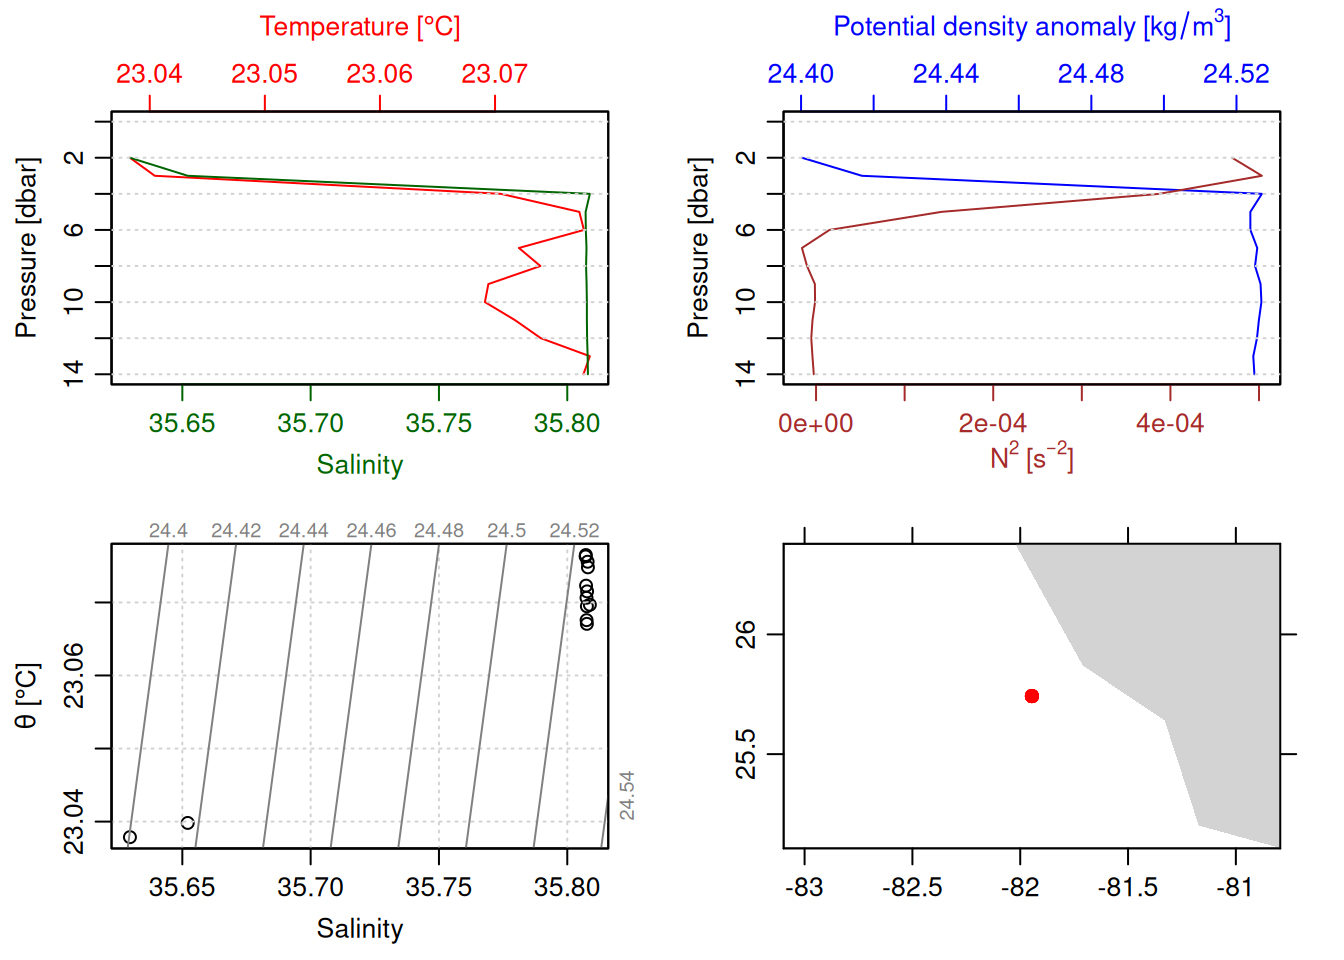 Temperature [°C]
23.04 23.05 23.06 23.07
Pressure [dbar]
2
6
10
14
35.65 35.70 35.75 35.80
Salinity
Potential density anomaly [kg/m³]
24.40 24.44 24.48 24.52
Pressure [dbar]
2
6
10
14
0e+00 2e-04 4e-04
N² [s⁻²]
24.4 24.42 24.44 24.46 24.48 24.5 24.52
24.54
θ [°C]
23.06
23.04
35.65 35.70 35.75 35.80
Salinity
26
25.5
-83 -82.5 -82 -81.5 -81